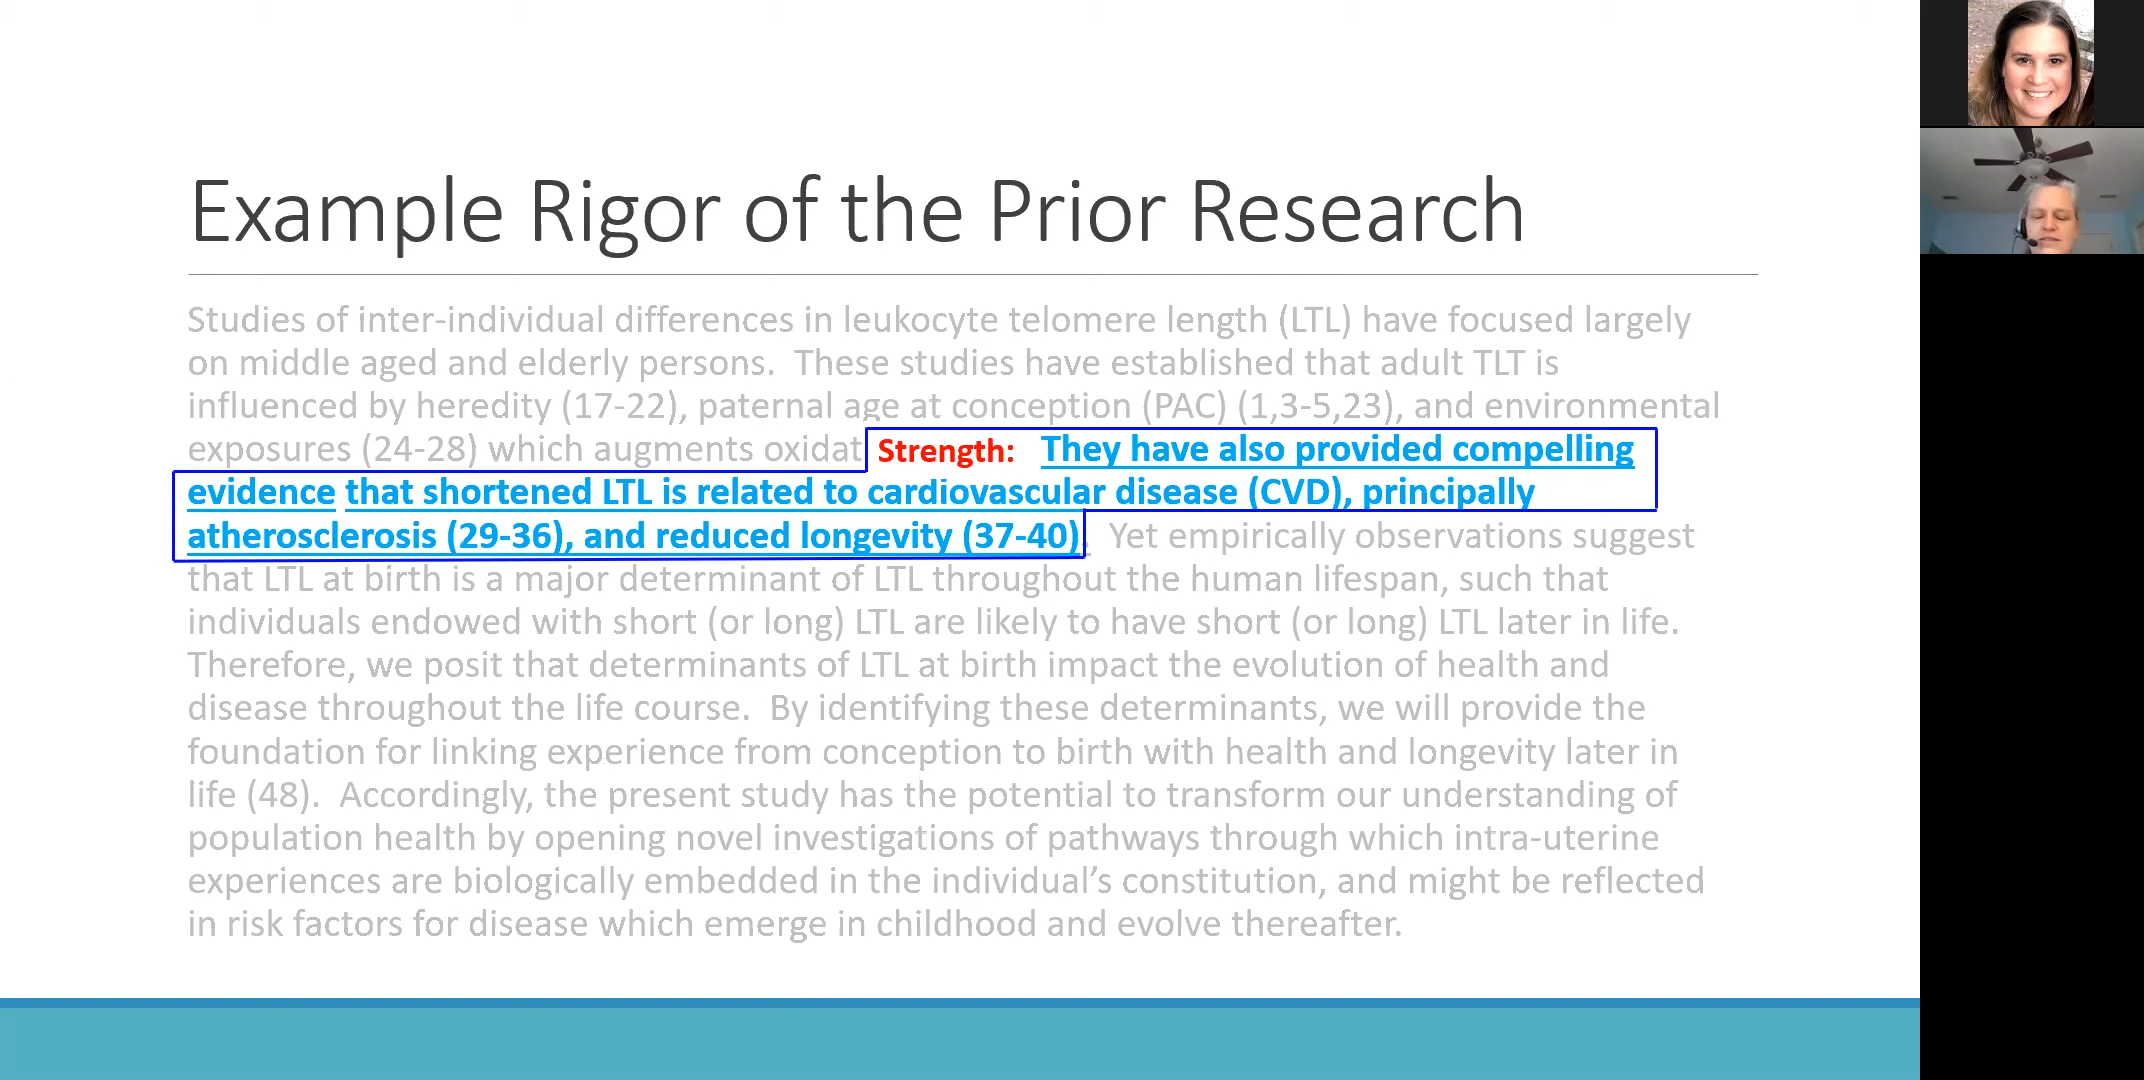 Example Rigor of the Prior Research
Studies of inter-individual differences in leukocyte telomere length (LTL) have focused largely
on middle aged and elderly persons.  These studies have established that adult TLT is
influenced by heredity (17-22), paternal age at conception (PAC) (1,3-5,23), and environmental
exposures (24-28) which augments oxidat Strength: They have also provided compelling
evidence that shortened LTL is related to cardiovascular disease (CVD), principally
atherosclerosis (29-36), and reduced longevity (37-40). Yet empirically observations suggest
that LTL at birth is a major determinant of LTL throughout the human lifespan, such that
individuals endowed with short (or long) LTL are likely to have short (or long) LTL later in life.
Therefore, we posit that determinants of LTL at birth impact the evolution of health and
disease throughout the life course.  By identifying these determinants, we will provide the
foundation for linking experience from conception to birth with health and longevity later in
life (48).  Accordingly, the present study has the potential to transform our understanding of
population health by opening novel investigations of pathways through which intra-uterine
experiences are biologically embedded in the individual’s constitution, and might be reflected
in risk factors for disease which emerge in childhood and evolve thereafter.